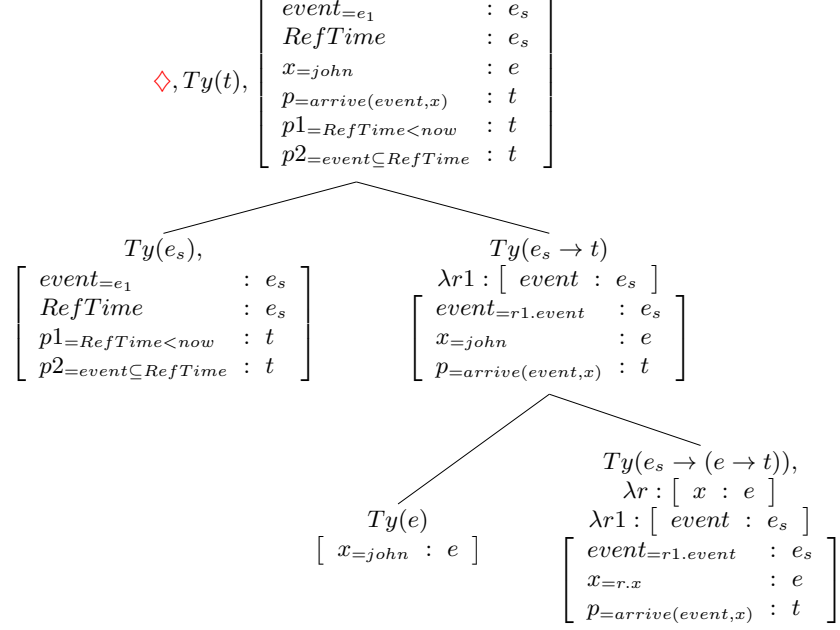 event=e₁ : eₛ
RefTime : eₛ
◇, Ty(t), x=john : e
p=arrive(event,x) : t
p1=RefTime<now : t
p2=event⊆RefTime : t
Ty(eₛ),
event=e₁ : eₛ
RefTime : eₛ
p1=RefTime<now : t
p2=event⊆RefTime : t
Ty(eₛ → t)
λr1 : [ event : eₛ ]
event=r1.event : eₛ
x=john : e
p=arrive(event,x) : t
Ty(e)
[ x=john : e ]
Ty(eₛ → (e → t)),
λr : [ x : e ]
λr1 : [ event : eₛ ]
event=r1.event : eₛ
x=r.x : e
p=arrive(event,x) : t